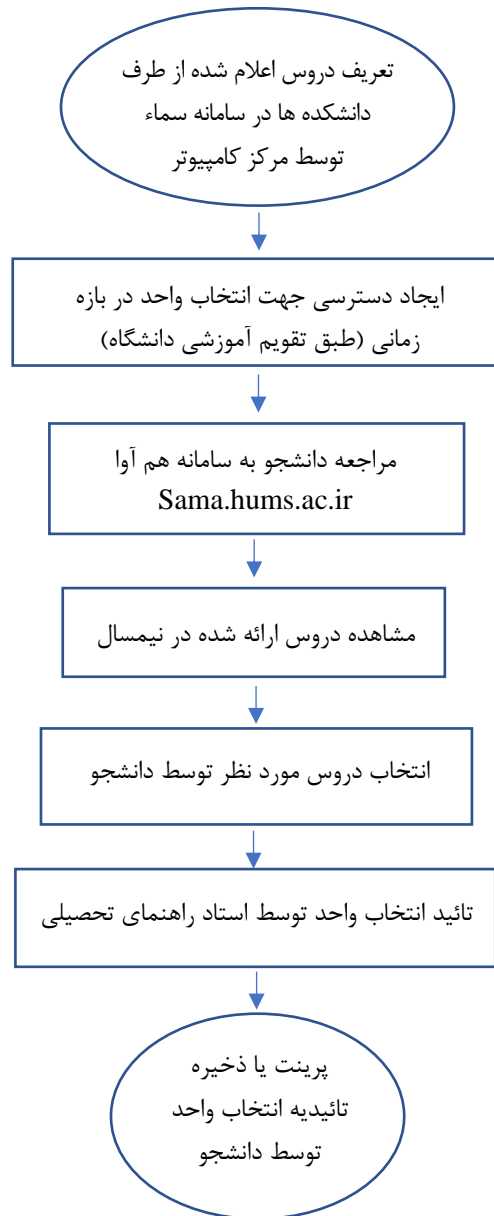 تعریف دروس اعلام شده از طرف
دانشکده ها در سامانه سماء
توسط مرکز کامپیوتر
ایجاد دسترسی جهت انتخاب واحد در بازه
زمانی (طبق تقویم آموزشی دانشگاه)
مراجعه دانشجو به سامانه هم آوا
Sama.hums.ac.ir
مشاهده دروس ارائه شده در نیمسال
انتخاب دروس مورد نظر توسط دانشجو
تائید انتخاب واحد توسط استاد راهنمای تحصیلی
پرینت یا ذخیره
تائیدیه انتخاب واحد
توسط دانشجو